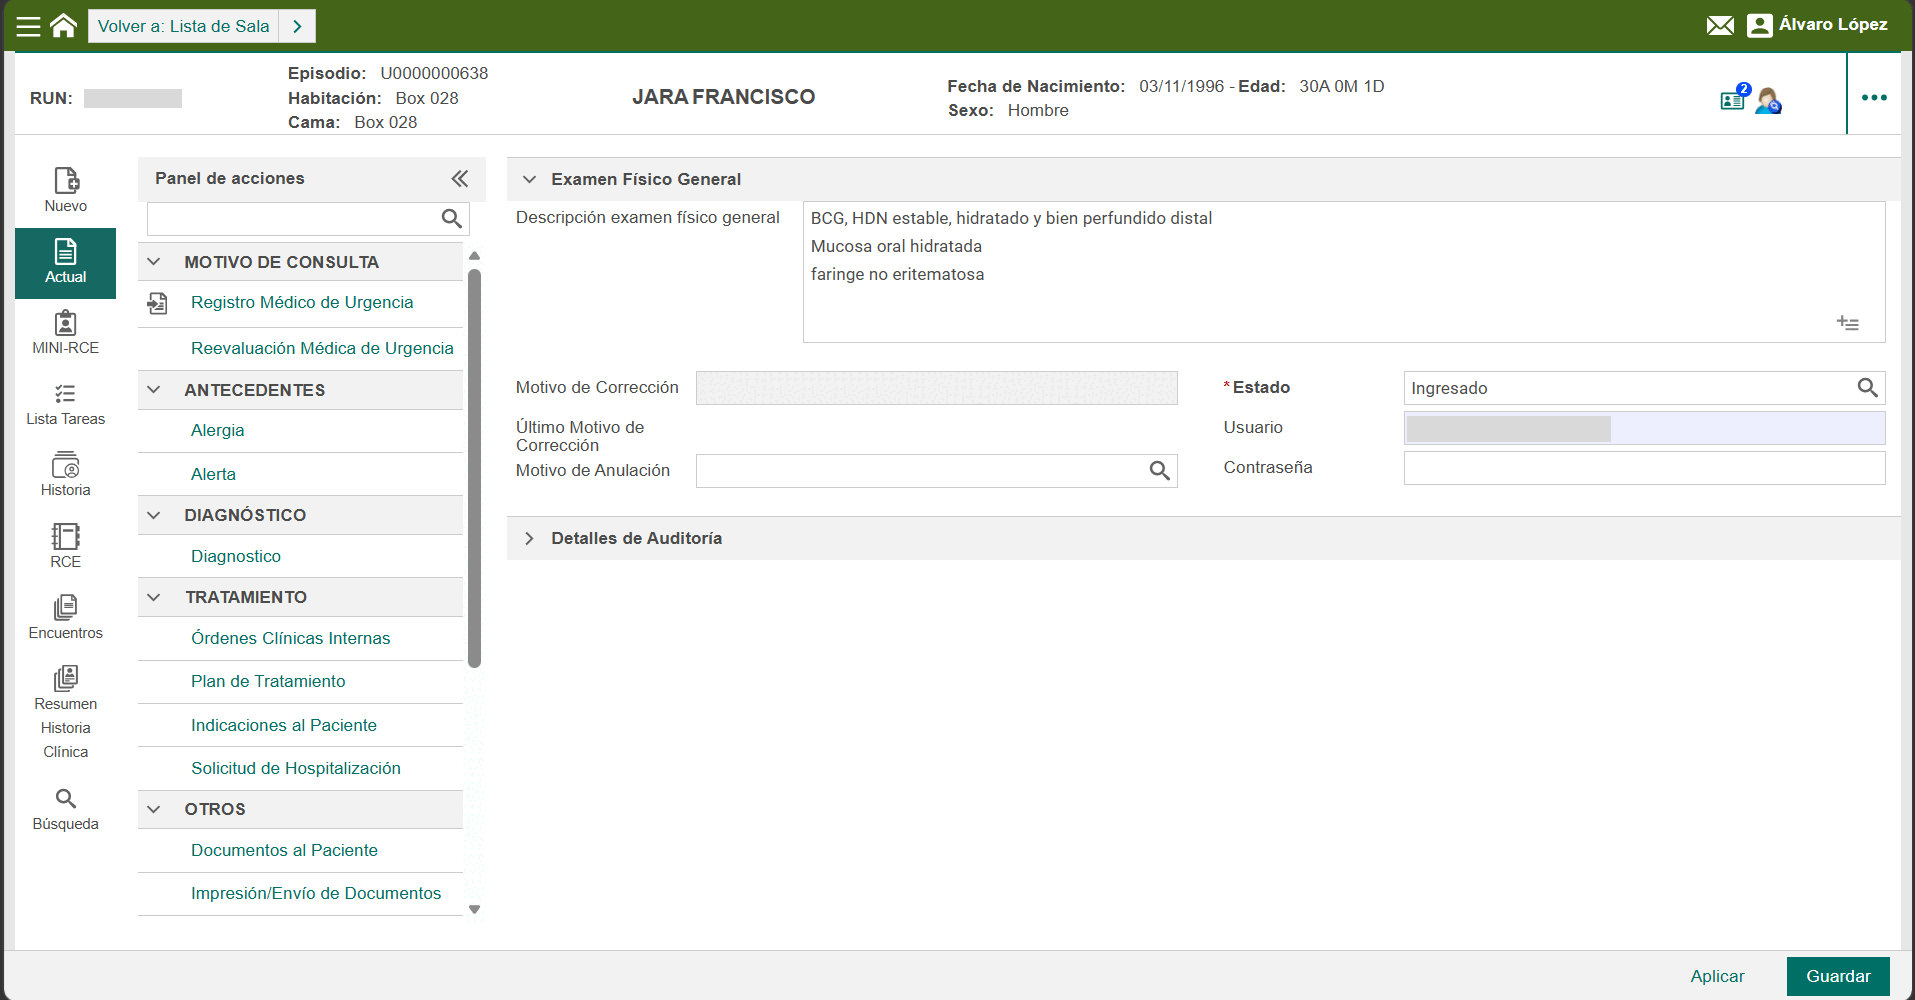 Volver a: Lista de Sala
Álvaro López
RUN:
Episodio: U0000000638
Habitación: Box 028
Cama: Box 028
JARA FRANCISCO
Fecha de Nacimiento: 03/11/1996 - Edad: 30A 0M 1D
Sexo: Hombre
2
Nuevo
Actual
MINI-RCE
Lista Tareas
Historia
RCE
Encuentros
Resumen
Historia
Clínica
Búsqueda
Panel de acciones
MOTIVO DE CONSULTA
Registro Médico de Urgencia
Reevaluación Médica de Urgencia
ANTECEDENTES
Alergia
Alerta
DIAGNÓSTICO
Diagnostico
TRATAMIENTO
Órdenes Clínicas Internas
Plan de Tratamiento
Indicaciones al Paciente
Solicitud de Hospitalización
OTROS
Documentos al Paciente
Impresión/Envío de Documentos
Examen Físico General
Descripción examen físico general
BCG, HDN estable, hidratado y bien perfundido distal
Mucosa oral hidratada
faringe no eritematosa
Motivo de Corrección
Último Motivo de
Corrección
Motivo de Anulación
*Estado
Ingresado
Usuario
Contraseña
Detalles de Auditoría
Aplicar
Guardar